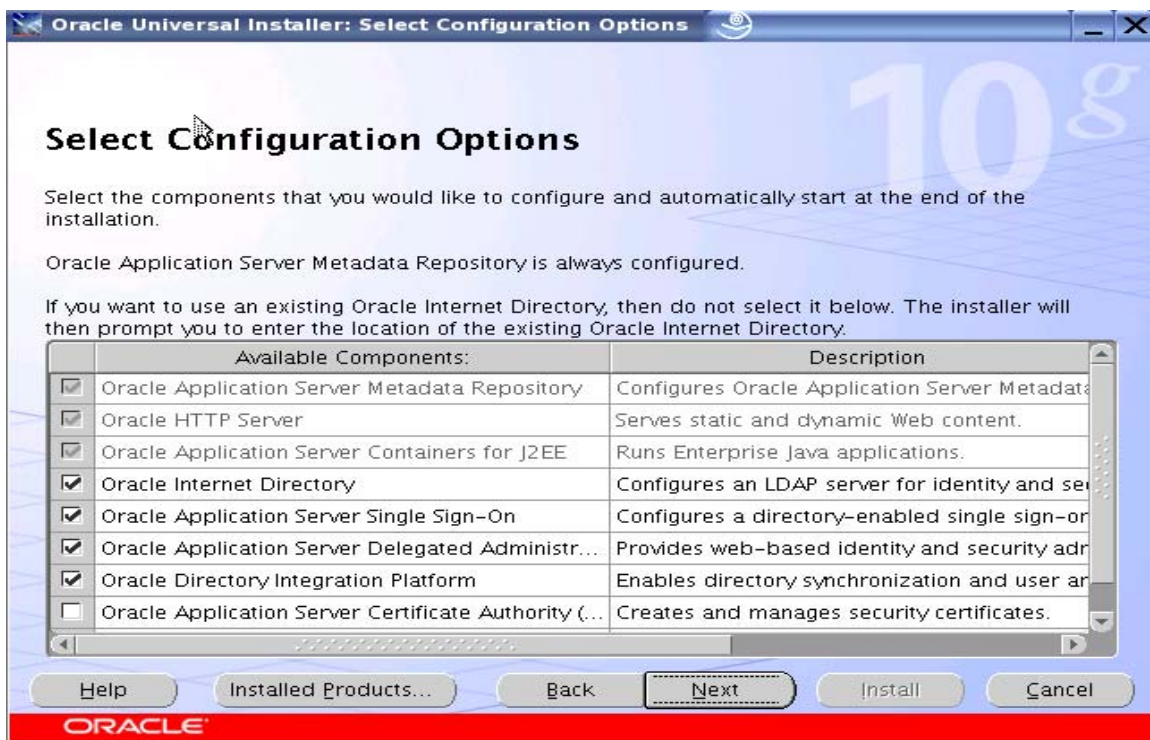 Oracle Universal Installer: Select Configuration Options
10g
Select Configuration Options
Select the components that you would like to configure and automatically start at the end of the
installation.
Oracle Application Server Metadata Repository is always configured.
If you want to use an existing Oracle Internet Directory, then do not select it below. The installer will
then prompt you to enter the location of the existing Oracle Internet Directory.
Available Components: Description
Oracle Application Server Metadata Repository Configures Oracle Application Server Metadata
Oracle HTTP Server Serves static and dynamic Web content.
Oracle Application Server Containers for J2EE Runs Enterprise Java applications.
Oracle Internet Directory Configures an LDAP server for identity and sec
Oracle Application Server Single Sign-On Configures a directory-enabled single sign-or
Oracle Application Server Delegated Administr... Provides web-based identity and security adr
Oracle Directory Integration Platform Enables directory synchronization and user ar
Oracle Application Server Certificate Authority (... Creates and manages security certificates.
Help Installed Products... Back Next Install Cancel
ORACLE